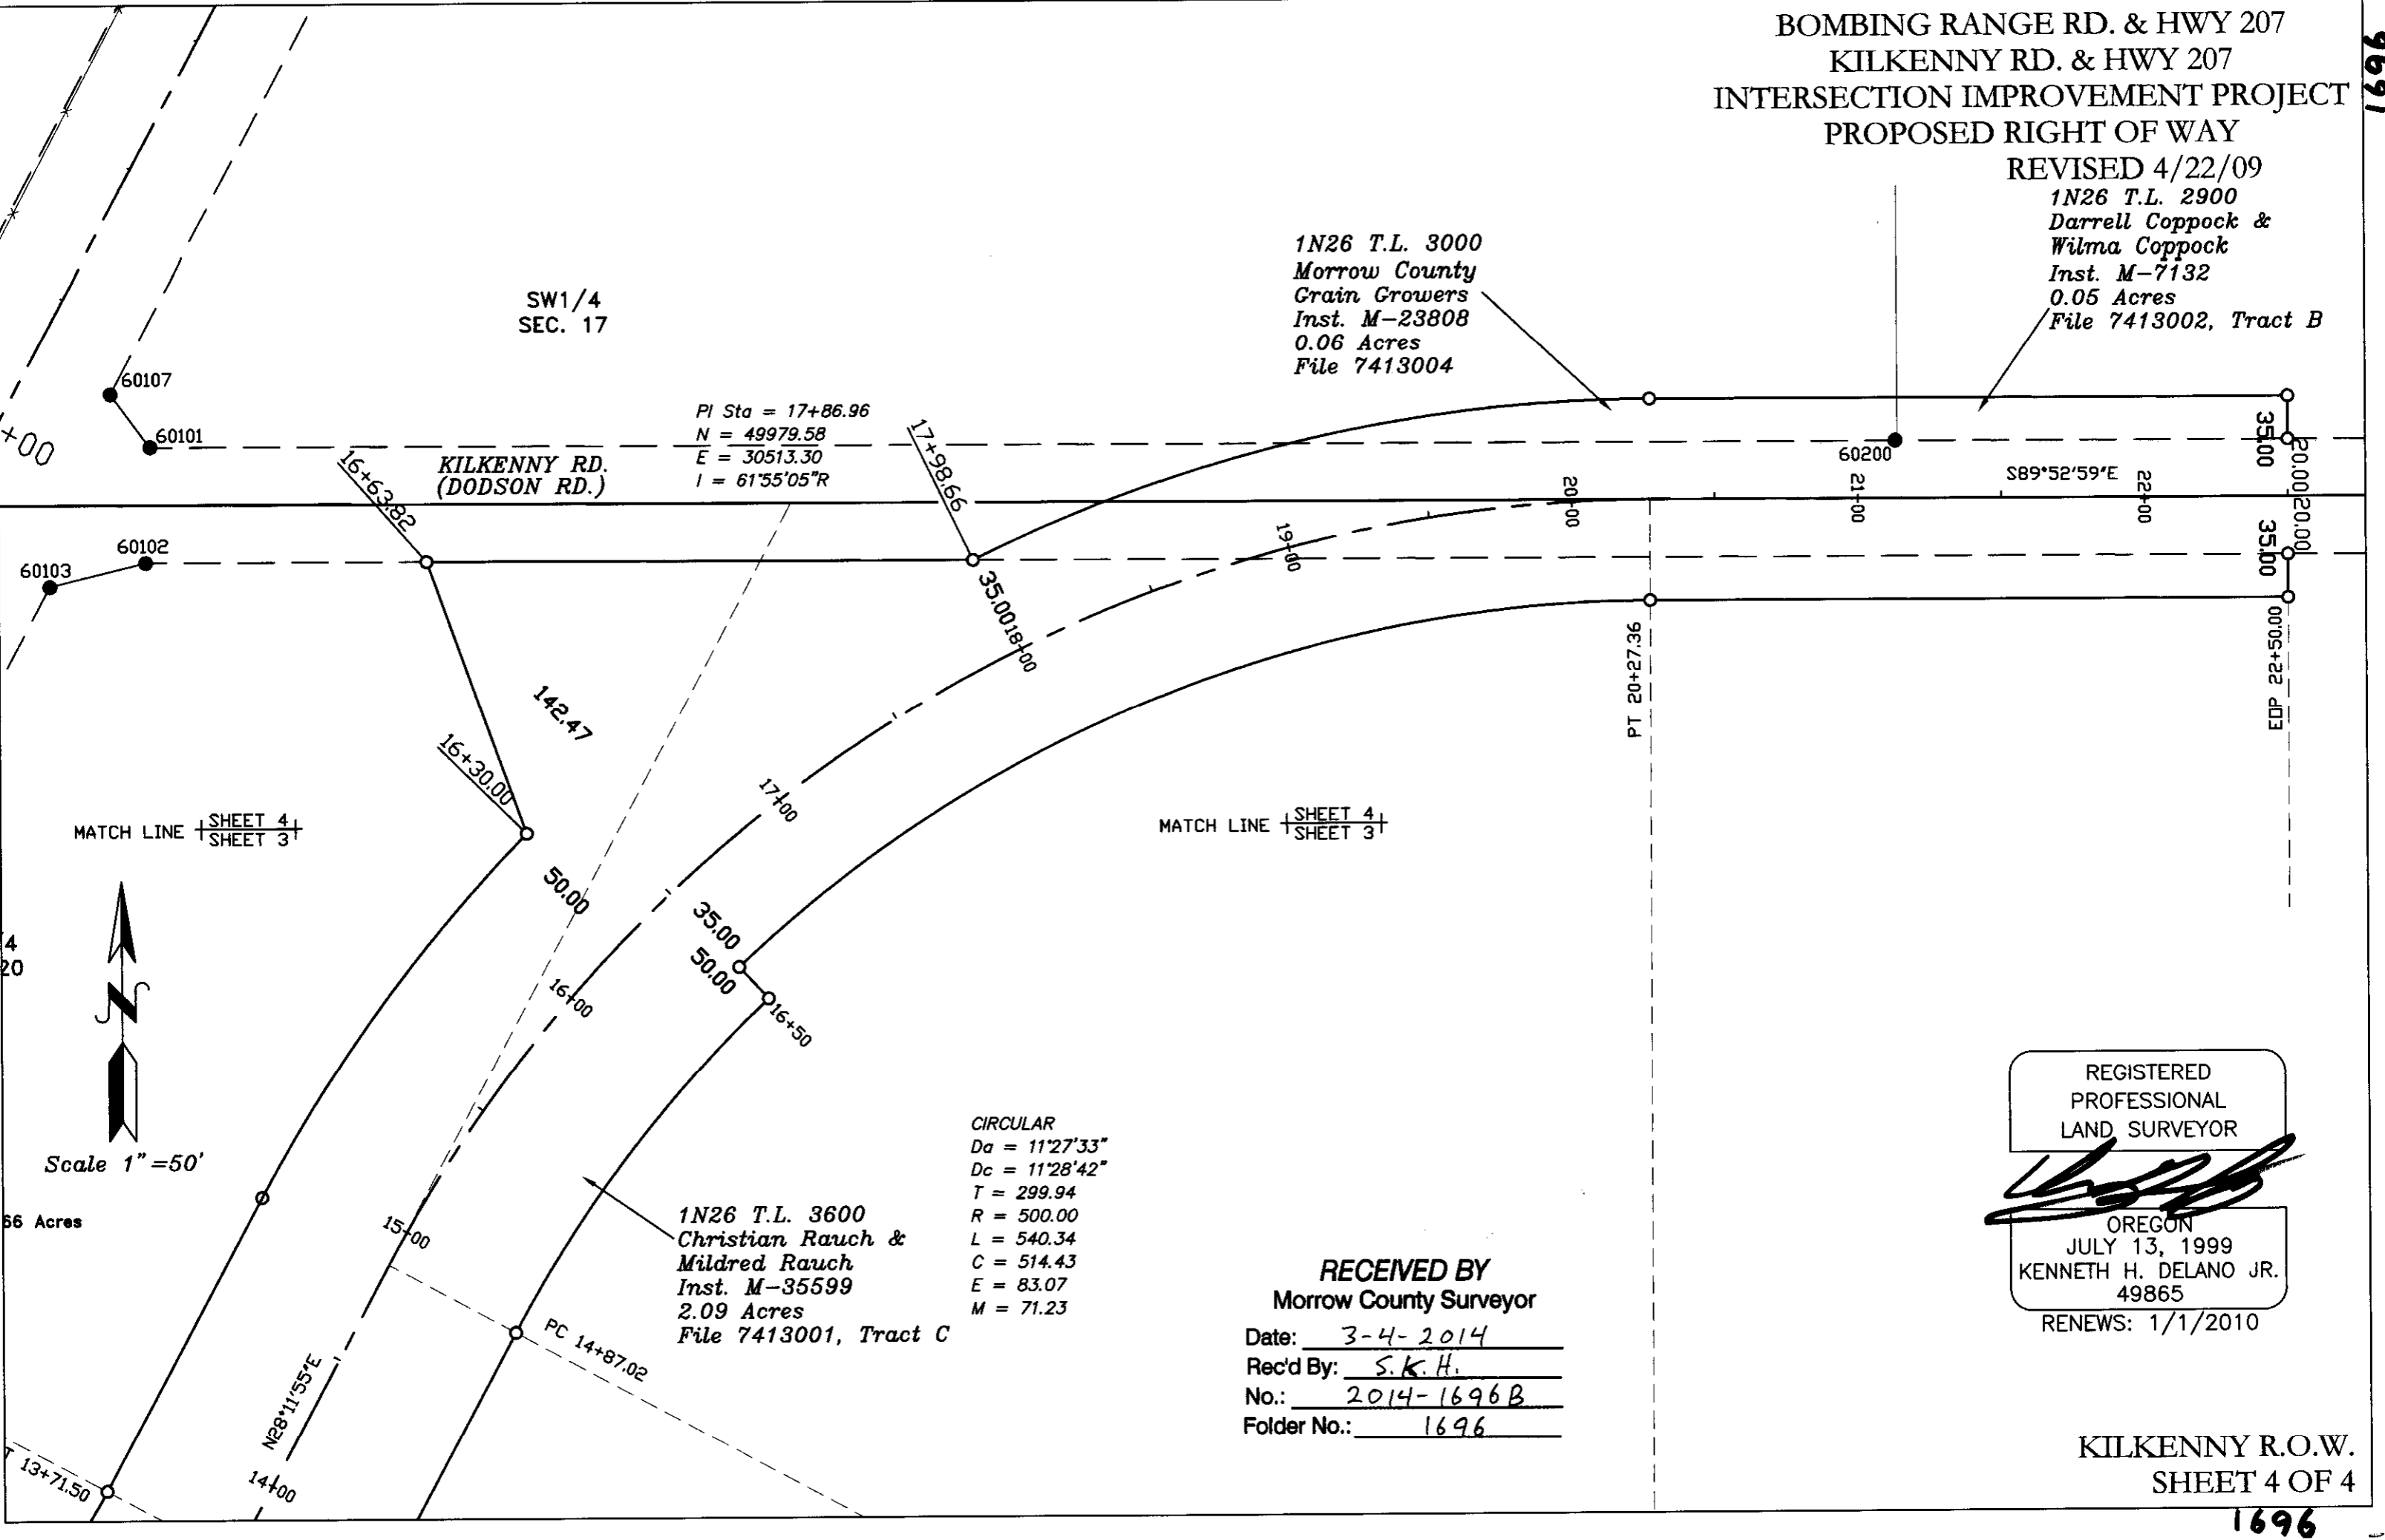 BOMBING RANGE RD. & HWY 207
KILKENNY RD. & HWY 207
INTERSECTION IMPROVEMENT PROJECT
PROPOSED RIGHT OF WAY
REVISED 4/22/09
1696
1N26 T.L. 2900
Darrell Coppock &
Wilma Coppock
Inst. M-7132
0.05 Acres
File 7413002, Tract B
1N26 T.L. 3000
Morrow County
Grain Growers
Inst. M-23808
0.06 Acres
File 7413004
SW1/4
SEC. 17
60107
60101
+00
PI Sta = 17+86.96
N = 49979.58
E = 30513.30
I = 61°55'05"R
KILKENNY RD.
(DODSON RD.)
16+63.82
17+98.66
60200
S89°52'59"E
35.00
20.00
20.00
35.00
20+00
21+00
22+00
19+00
60102
60103
35.00
18+00
142.47
16+30.00
17+00
PT 20+27.36
EOP 22+50.00
MATCH LINE SHEET 4
SHEET 3
MATCH LINE SHEET 4
SHEET 3
50.00
35.00
50.00
16+00
16+50
4
20
N
Scale 1"=50'
66 Acres
15+00
1N26 T.L. 3600
Christian Rauch &
Mildred Rauch
Inst. M-35599
2.09 Acres
File 7413001, Tract C
CIRCULAR
Da = 11°27'33"
Dc = 11°28'42"
T = 299.94
R = 500.00
L = 540.34
C = 514.43
E = 83.07
M = 71.23
PC 14+87.02
N28°11'55"E
T 13+71.50
14+00
RECEIVED BY
Morrow County Surveyor
Date: 3-4-2014
Rec'd By: S.K.H.
No.: 2014-1696B
Folder No.: 1696
REGISTERED
PROFESSIONAL
LAND SURVEYOR
OREGON
JULY 13, 1999
KENNETH H. DELANO JR.
49865
RENEWS: 1/1/2010
KILKENNY R.O.W.
SHEET 4 OF 4
1696